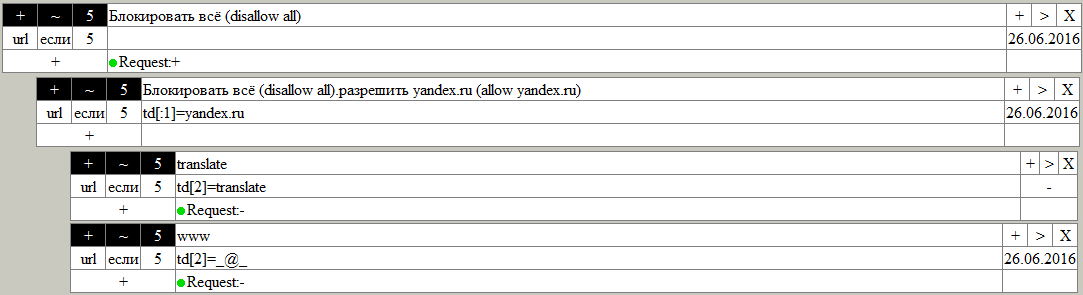 + ~ 5 Блокировать всё (disallow all) + > X
url если 5 26.06.2016
+ Request:+
+ ~ 5 Блокировать всё (disallow all).разрешить yandex.ru (allow yandex.ru) + > X
url если 5 td[:1]=yandex.ru 26.06.2016
+
+ ~ 5 translate + > X
url если 5 td[2]=translate -
+ Request:-
+ ~ 5 www + > X
url если 5 td[2]=_@_ 26.06.2016
+ Request:-